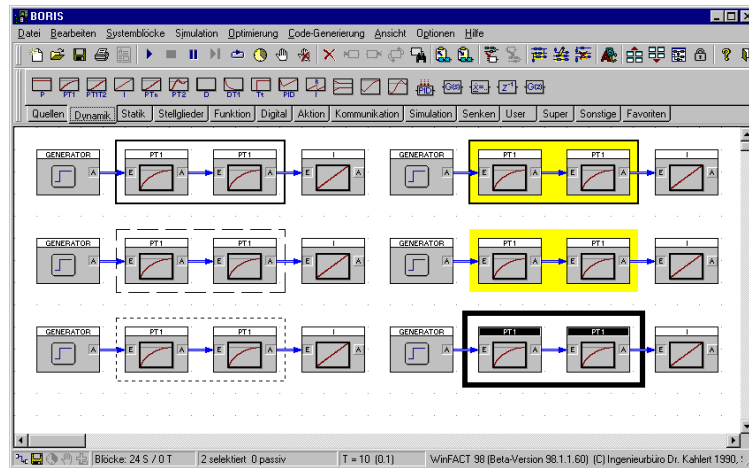 BORIS
Datei Bearbeiten Systemblöcke Simulation Optimierung Code-Generierung Ansicht Optionen Hilfe
P PT1 PT1T2 I PTn PT2 D DT1 Tt PID I PID G(s) z⁻¹ G(z)
Quellen Dynamik Statik Stellglieder Funktion Digital Aktion Kommunikation Simulation Senken User Super Sonstige Favoriten
GENERATOR PT1 PT1 I GENERATOR PT1 PT1 I
A E A E A E A A E A E A E A
GENERATOR PT1 PT1 I GENERATOR PT1 PT1 I
A E A E A E A A E A E A E A
GENERATOR PT1 PT1 I GENERATOR PT1 PT1 I
A E A E A E A A E A E A E A
Blöcke: 24 S / 0 T 2 selektiert 0 passiv T = 10 (0.1) WinFACT 98 (Beta-Version 98.1.1.60) (C) Ingenieurbüro Dr. Kahlert 1990,